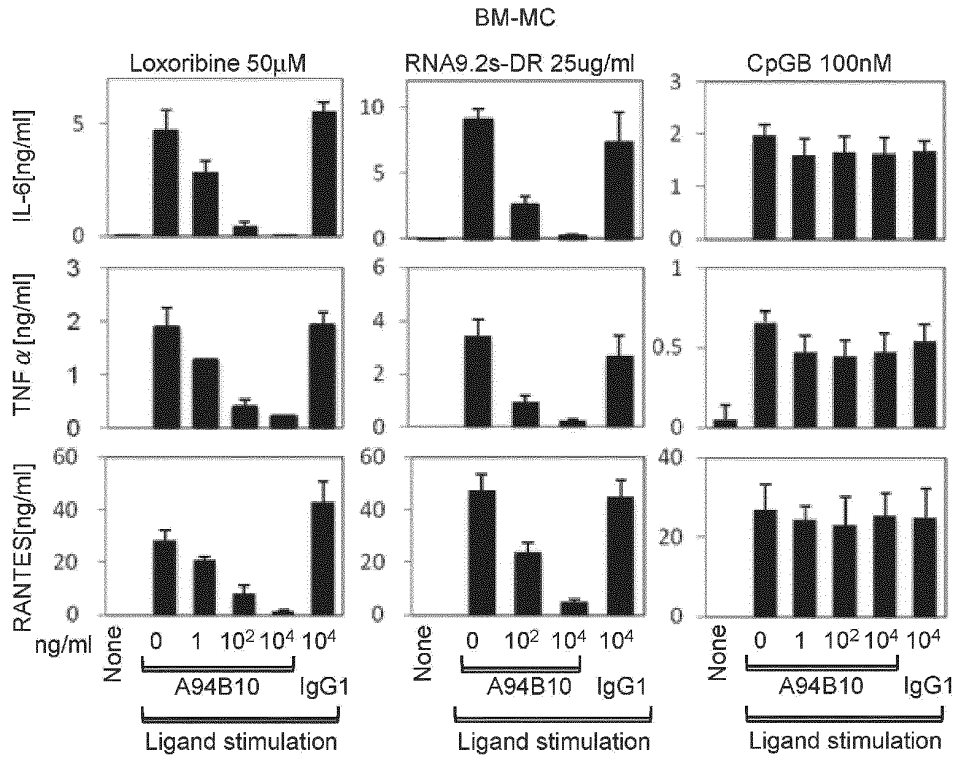 BM-MC
Loxoribine 50μM
RNA9.2s-DR 25ug/ml
CpGB 100nM
IL-6[ng/ml]
5
0
10
5
0
3
2
1
0
TNFα[ng/ml]
3
2
1
0
6
4
2
0
1
0.5
0
RANTES[ng/ml]
60
40
20
0
60
40
20
0
40
20
0
ng/ml
None
0 1 10² 10⁴ 10⁴
None
0 10² 10⁴ 10⁴
None
0 1 10² 10⁴ 10⁴
A94B10 IgG1
A94B10 IgG1
A94B10 IgG1
Ligand stimulation
Ligand stimulation
Ligand stimulation